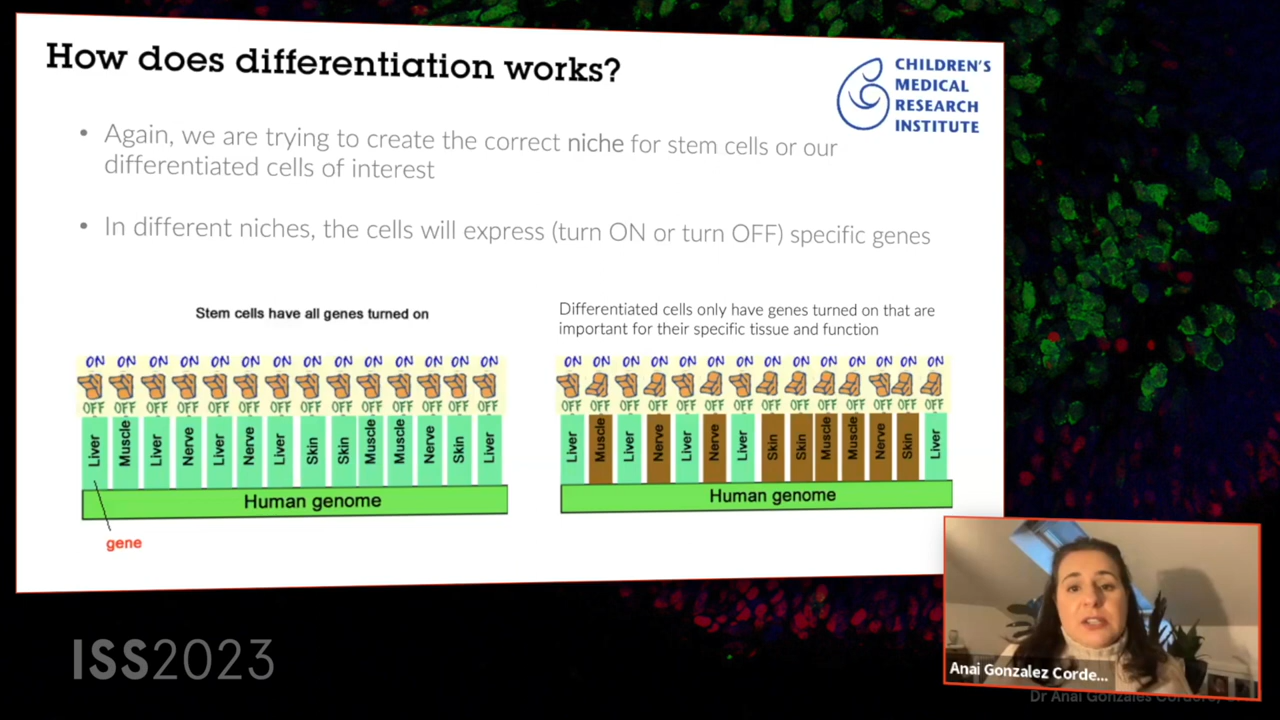 How does differentiation works?
CHILDREN'S
MEDICAL
RESEARCH
INSTITUTE
• Again, we are trying to create the correct niche for stem cells or our
differentiated cells of interest
• In different niches, the cells will express (turn ON or turn OFF) specific genes
Stem cells have all genes turned on
ON ON ON ON ON ON ON ON ON ON ON ON ON ON
OFF OFF OFF OFF OFF OFF OFF OFF OFF OFF OFF OFF OFF OFF
Liver Muscle Liver Nerve Liver Nerve Liver Skin Skin Muscle Muscle Nerve Skin Liver
Human genome
gene
Differentiated cells only have genes turned on that are
important for their specific tissue and function
ON ON ON ON ON ON ON ON ON ON ON ON ON ON
OFF OFF OFF OFF OFF OFF OFF OFF OFF OFF OFF OFF OFF OFF
Liver Muscle Liver Nerve Liver Nerve Liver Skin Skin Muscle Muscle Nerve Skin Liver
Human genome
ISS2023
Anai Gonzalez Corde...
Dr Anai Gonzales Cordero,